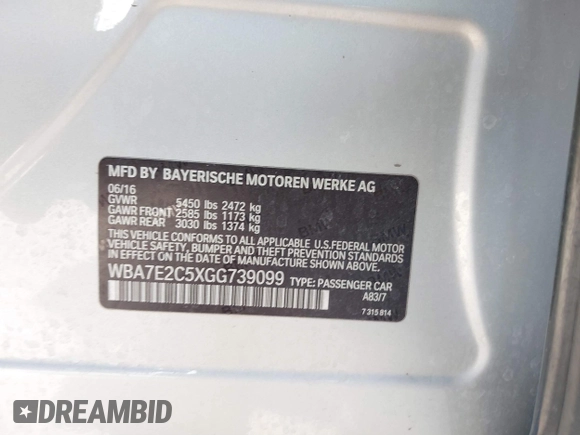 MFD BY BAYERISCHE MOTOREN WERKE AG
06/16
GVWR 5450 lbs 2472 kg
GAWR FRONT 2585 lbs 1173 kg
GAWR REAR 3030 lbs 1374 kg
THIS VEHICLE CONFORMS TO ALL APPLICABLE U.S.FEDERAL MOTOR
VEHICLE SAFETY, BUMPER, AND THEFT PREVENTION STANDARDS
IN EFFECT ON THE DATE OF MANUFACTURE SHOWN ABOVE.
WBA7E2C5XGG739099 TYPE: PASSENGER CAR
A83/7
7 315 814
DREAMBID